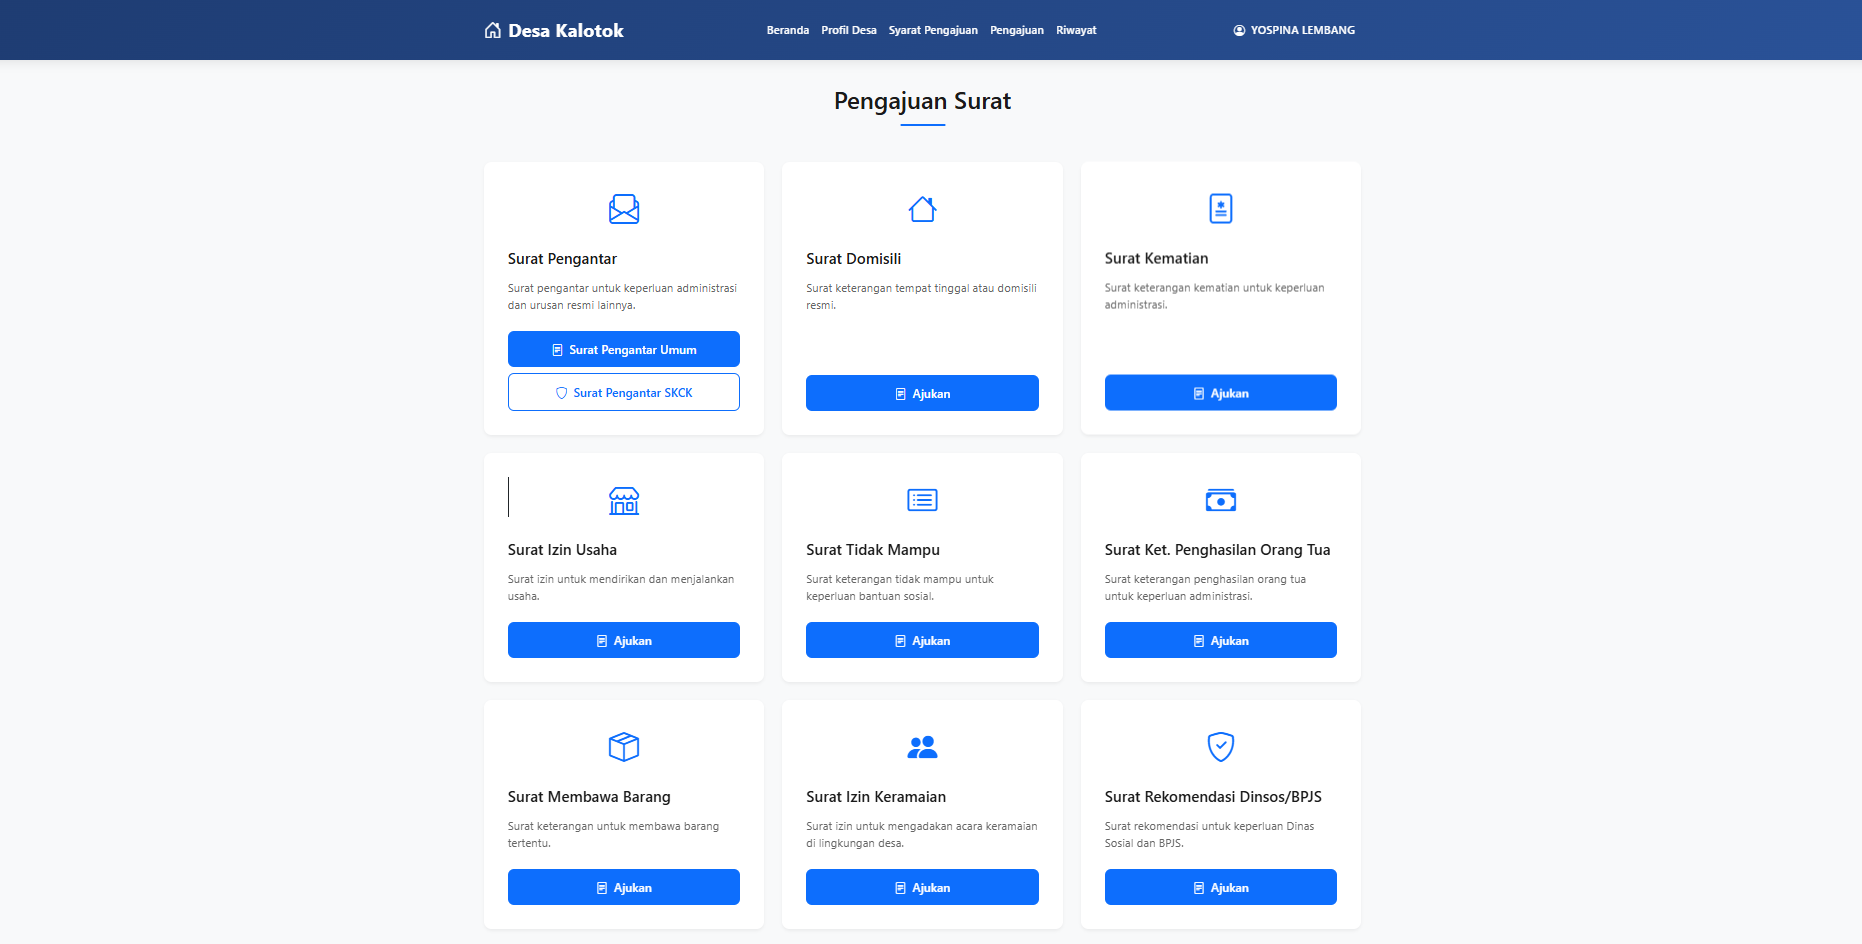 Desa Kalotok
Beranda Profil Desa Syarat Pengajuan Pengajuan Riwayat
YOSPINA LEMBANG
Pengajuan Surat
Surat Pengantar
Surat pengantar untuk keperluan administrasi
dan urusan resmi lainnya.
Surat Pengantar Umum
Surat Pengantar SKCK
Surat Domisili
Surat keterangan tempat tinggal atau domisili
resmi.
Ajukan
Surat Kematian
Surat keterangan kematian untuk keperluan
administrasi.
Ajukan
Surat Izin Usaha
Surat izin untuk mendirikan dan menjalankan
usaha.
Ajukan
Surat Tidak Mampu
Surat keterangan tidak mampu untuk
keperluan bantuan sosial.
Ajukan
Surat Ket. Penghasilan Orang Tua
Surat keterangan penghasilan orang tua
untuk keperluan administrasi.
Ajukan
Surat Membawa Barang
Surat keterangan untuk membawa barang
tertentu.
Ajukan
Surat Izin Keramaian
Surat izin untuk mengadakan acara keramaian
di lingkungan desa.
Ajukan
Surat Rekomendasi Dinsos/BPJS
Surat rekomendasi untuk keperluan Dinas
Sosial dan BPJS.
Ajukan